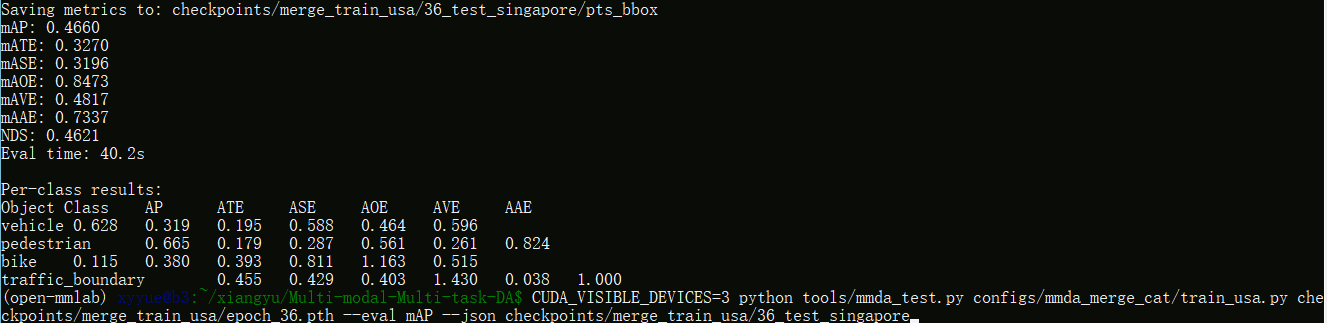 Saving metrics to: checkpoints/merge_train_usa/36_test_singapore/pts_bbox
mAP: 0.4660
mATE: 0.3270
mASE: 0.3196
mAOE: 0.8473
mAVE: 0.4817
mAAE: 0.7337
NDS: 0.4621
Eval time: 40.2s

Per-class results:
Object Class    AP      ATE     ASE     AOE     AVE     AAE
vehicle 0.628   0.319   0.195   0.588   0.464   0.596
pedestrian      0.665   0.179   0.287   0.561   0.261   0.824
bike    0.115   0.380   0.393   0.811   1.163   0.515
traffic_boundary        0.455   0.429   0.403   1.430   0.038   1.000
(open-mmlab) xyyue@b3:~/xiangyu/Multi-modal-Multi-task-DA$ CUDA_VISIBLE_DEVICES=3 python tools/mmda_test.py configs/mmda_merge_cat/train_usa.py che
ckpoints/merge_train_usa/epoch_36.pth --eval mAP --json checkpoints/merge_train_usa/36_test_singapore